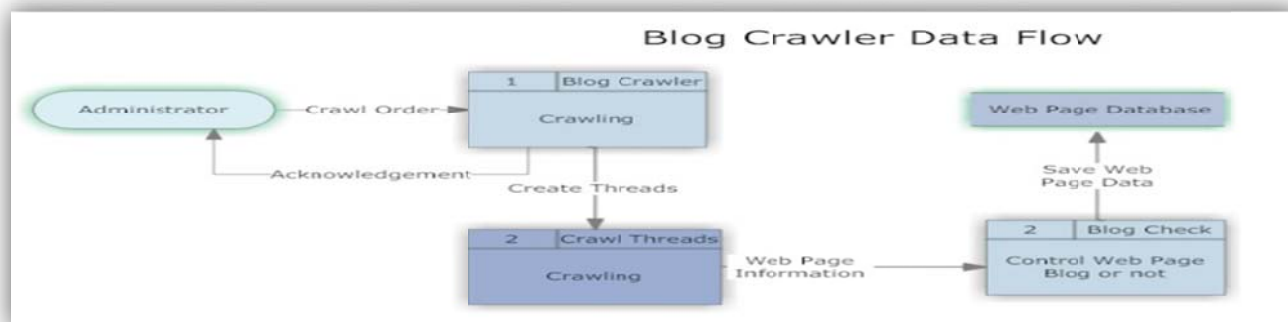 Blog Crawler Data Flow
1 Blog Crawler
Administrator
Crawl Order
Crawling
Web Page Database
Acknowledgement
Create Threads
Save Web
Page Data
2 Crawl Threads
Crawling
Web Page
Information
2 Blog Check
Control Web Page
Blog or not